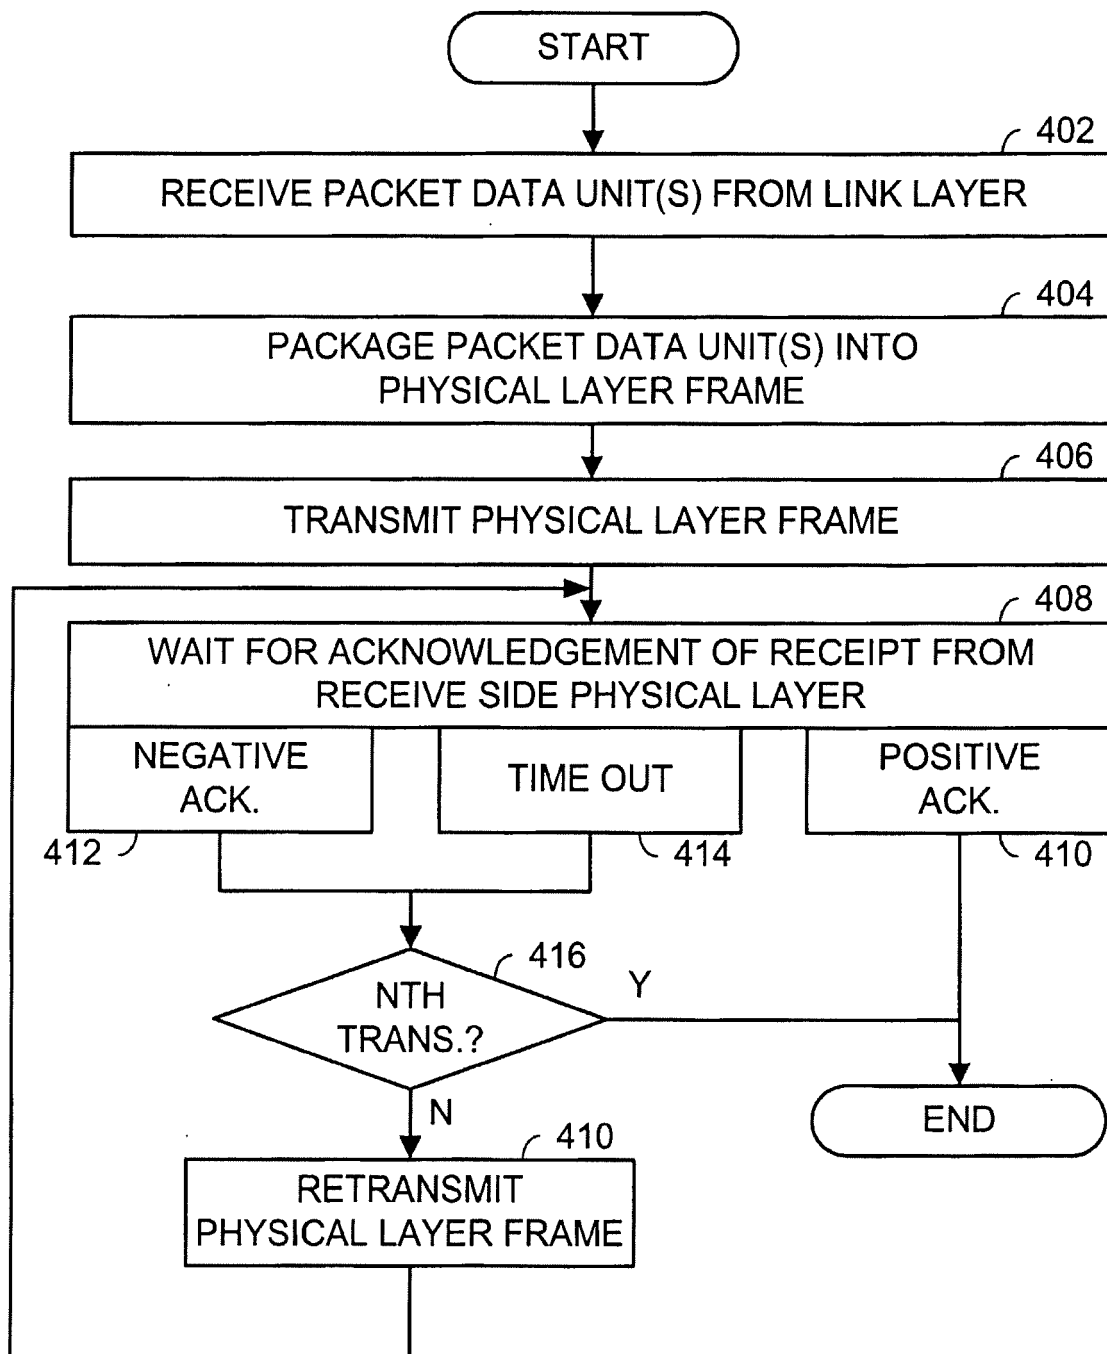 START
402
RECEIVE PACKET DATA UNIT(S) FROM LINK LAYER
404
PACKAGE PACKET DATA UNIT(S) INTO
PHYSICAL LAYER FRAME
406
TRANSMIT PHYSICAL LAYER FRAME
408
WAIT FOR ACKNOWLEDGEMENT OF RECEIPT FROM
RECEIVE SIDE PHYSICAL LAYER
NEGATIVE
ACK.
412
TIME OUT
414
POSITIVE
ACK.
410
416
NTH
TRANS.?
Y
N
END
410
RETRANSMIT
PHYSICAL LAYER FRAME